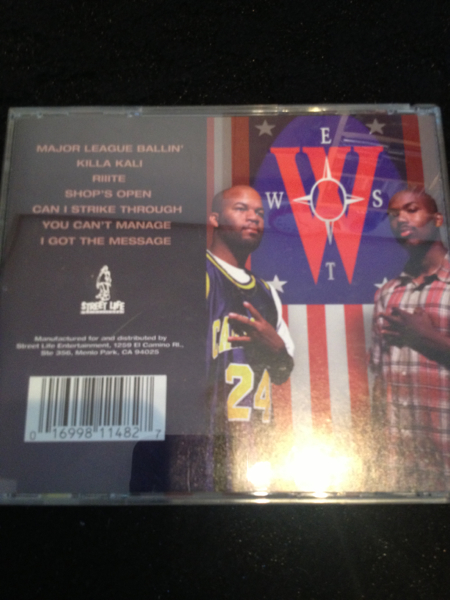 MAJOR LEAGUE BALLIN'
KILLA KALI
RIIITE
SHOP'S OPEN
CAN I STRIKE THROUGH
YOU CAN'T MANAGE
I GOT THE MESSAGE
STREET LIFE
Manufactured for and distributed by
Street Life Entertainment, 1259 El Camino Rl.,
Ste 356, Menlo Park, CA 94025
0 16998 11482 7
E
W S
T
W
CAL
24